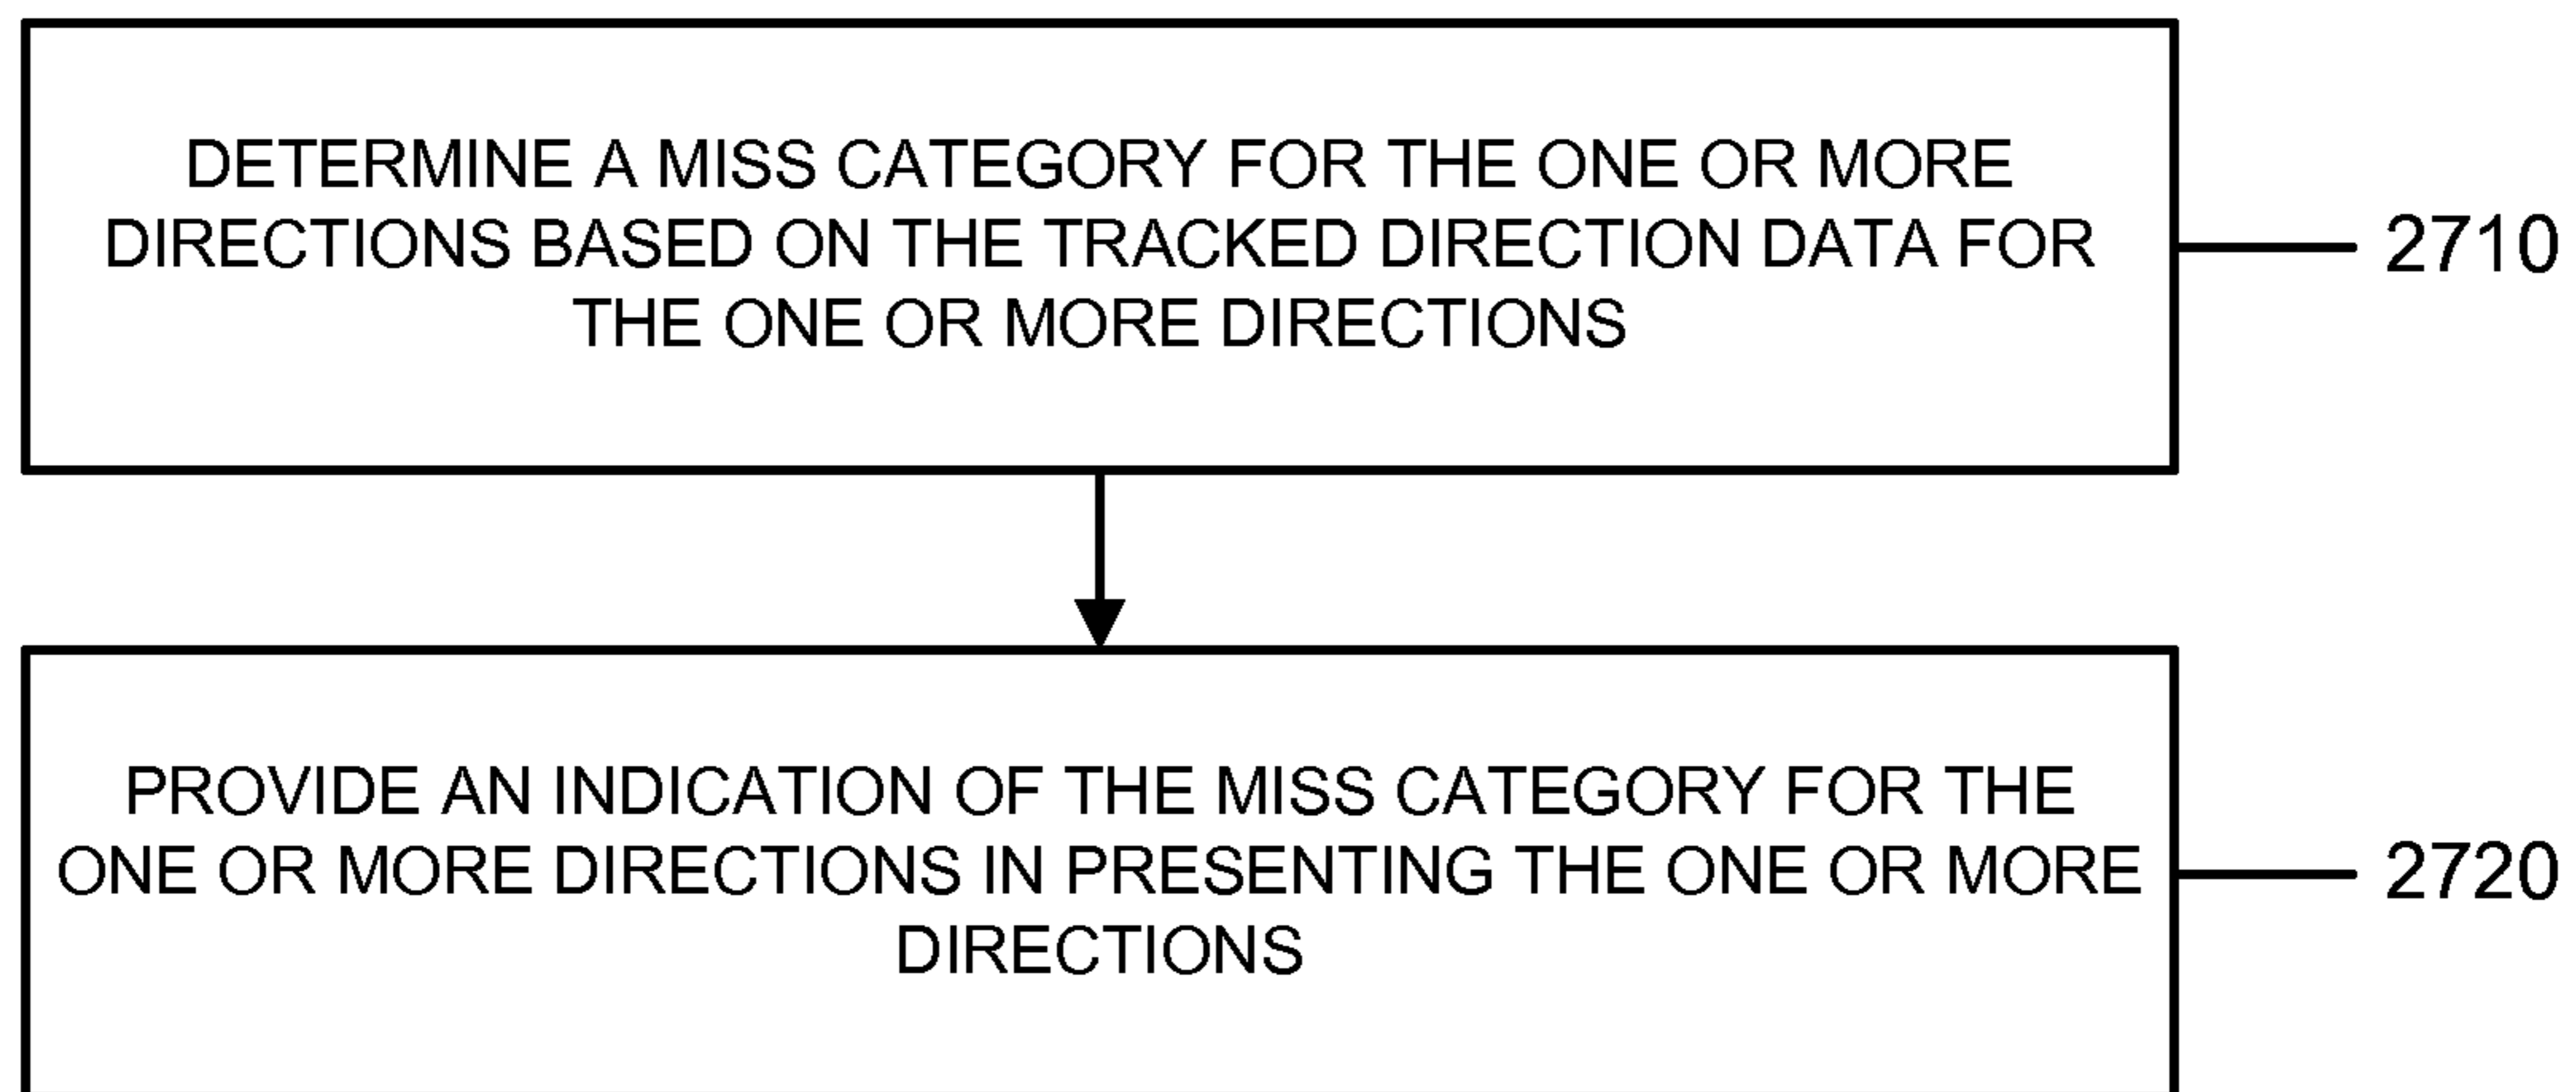 DETERMINE A MISS CATEGORY FOR THE ONE OR MORE
DIRECTIONS BASED ON THE TRACKED DIRECTION DATA FOR
THE ONE OR MORE DIRECTIONS
2710
PROVIDE AN INDICATION OF THE MISS CATEGORY FOR THE
ONE OR MORE DIRECTIONS IN PRESENTING THE ONE OR MORE
DIRECTIONS
2720